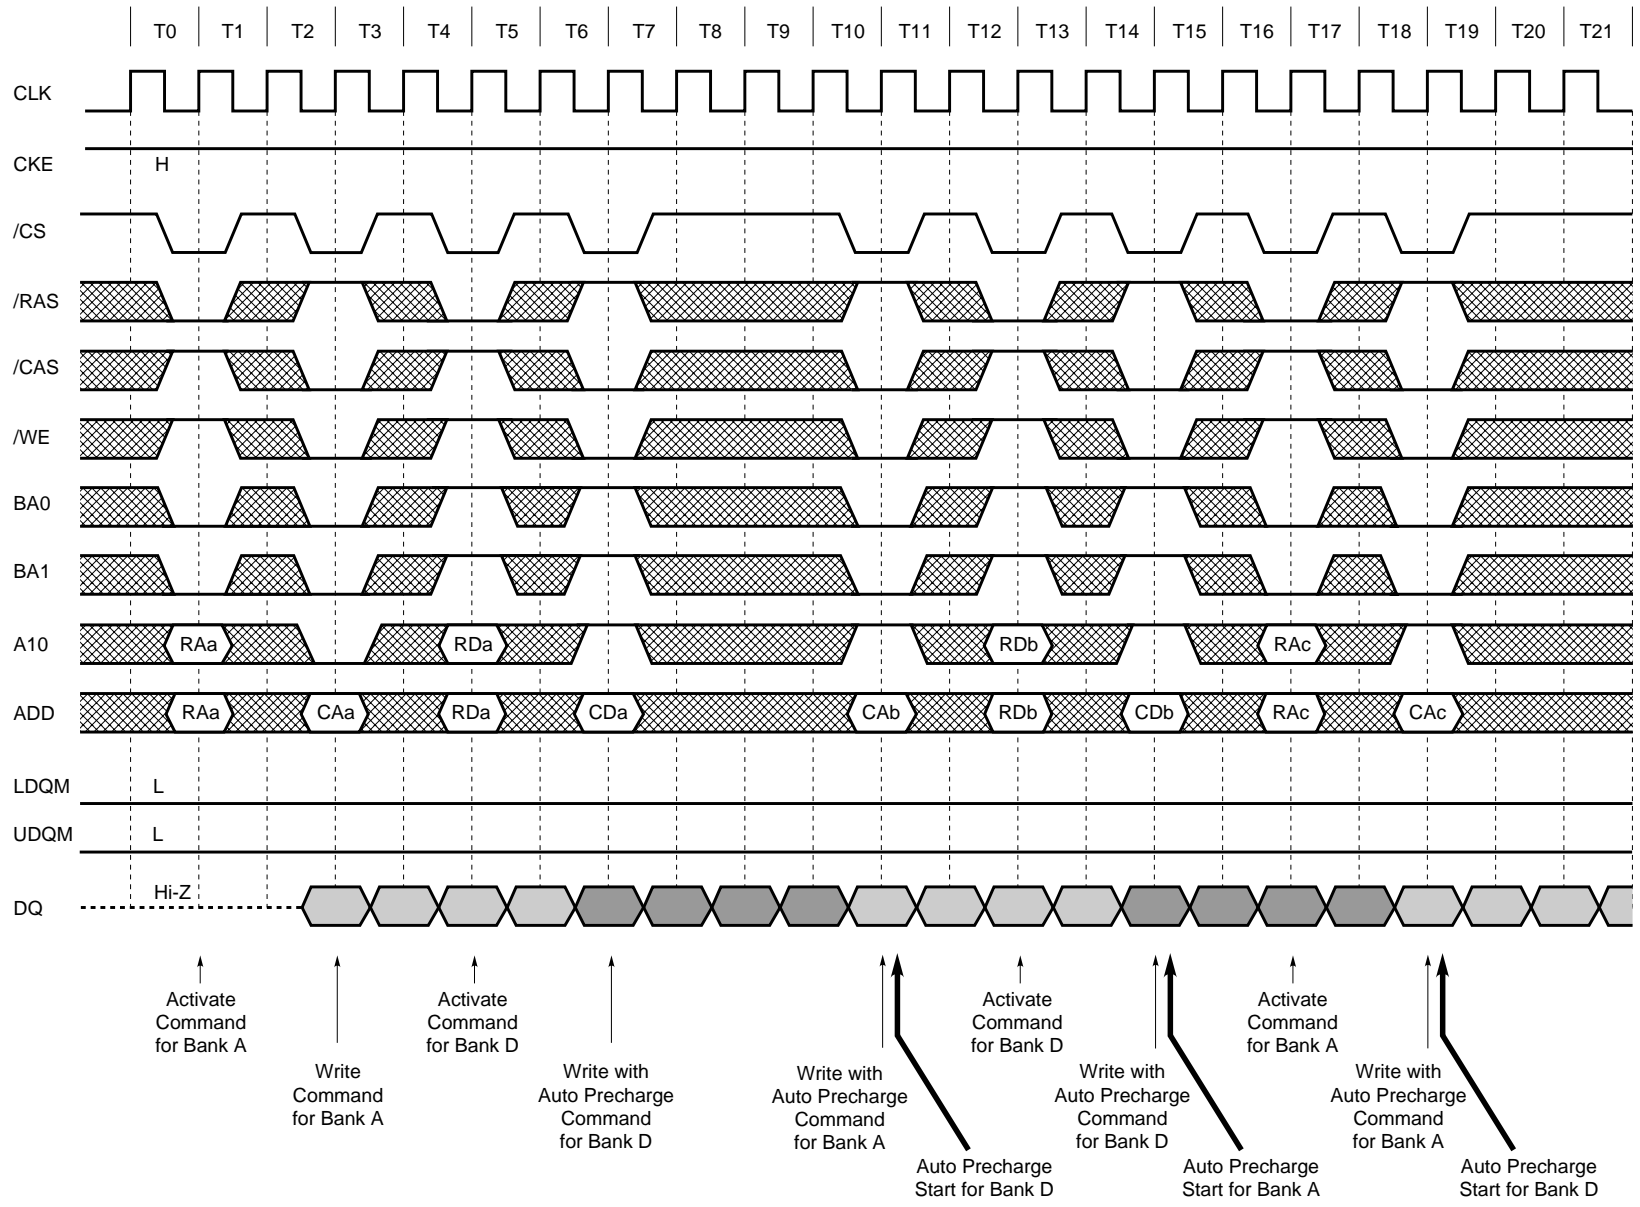 T0 T1 T2 T3 T4 T5 T6 T7 T8 T9 T10 T11 T12 T13 T14 T15 T16 T17 T18 T19 T20 T21
CLK
CKE H
/CS
/RAS
/CAS
/WE
BA0
BA1
A10 RAa RDa RDb RAc
ADD RAa CAa RDa CDa CAb RDb CDb RAc CAc
LDQM L
UDQM L
DQ Hi-Z
Activate
Command
for Bank A
Write
Command
for Bank A
Activate
Command
for Bank D
Write with
Auto Precharge
Command
for Bank D
Write with
Auto Precharge
Command
for Bank A
Auto Precharge
Start for Bank D
Activate
Command
for Bank D
Write with
Auto Precharge
Command
for Bank D
Auto Precharge
Start for Bank A
Activate
Command
for Bank A
Write with
Auto Precharge
Command
for Bank A
Auto Precharge
Start for Bank D